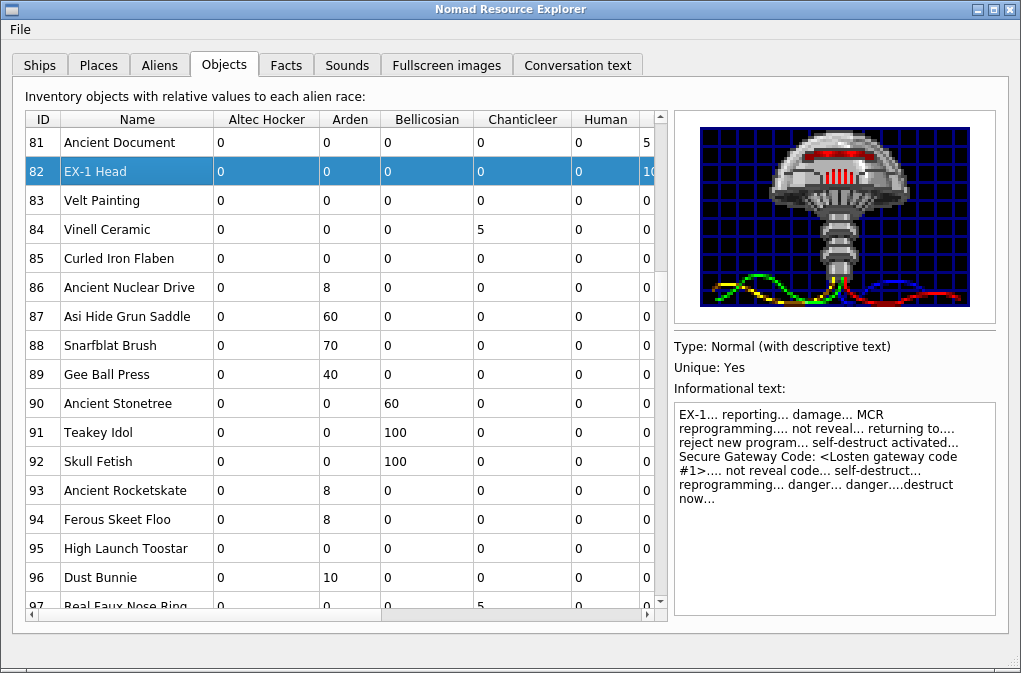 Nomad Resource Explorer
File
Ships Places Aliens Objects Facts Sounds Fullscreen images Conversation text
Inventory objects with relative values to each alien race:
ID Name Altec Hocker Arden Bellicosian Chanticleer Human
81 Ancient Document 0 0 0 0 0 5
82 EX-1 Head 0 0 0 0 0 10
83 Velt Painting 0 0 0 0 0 0
84 Vinell Ceramic 0 0 0 5 0 0
85 Curled Iron Flaben 0 0 0 0 0 0
86 Ancient Nuclear Drive 0 8 0 0 0 0
87 Asi Hide Grun Saddle 0 60 0 0 0 0
88 Snarfblat Brush 0 70 0 0 0 0
89 Gee Ball Press 0 40 0 0 0 0
90 Ancient Stonetree 0 0 60 0 0 0
91 Teakey Idol 0 0 100 0 0 0
92 Skull Fetish 0 0 100 0 0 0
93 Ancient Rocketskate 0 8 0 0 0 0
94 Ferous Skeet Floo 0 8 0 0 0 0
95 High Launch Toostar 0 0 0 0 0 0
96 Dust Bunnie 0 10 0 0 0 0
97 Real Faux Nose Ring 0 0 0 5 0 0
Type: Normal (with descriptive text)
Unique: Yes
Informational text:
EX-1... reporting... damage... MCR
reprogramming.... not reveal... returning to....
reject new program... self-destruct activated...
Secure Gateway Code: <Losten gateway code
#1>.... not reveal code... self-destruct...
reprogramming... danger... danger....destruct
now...